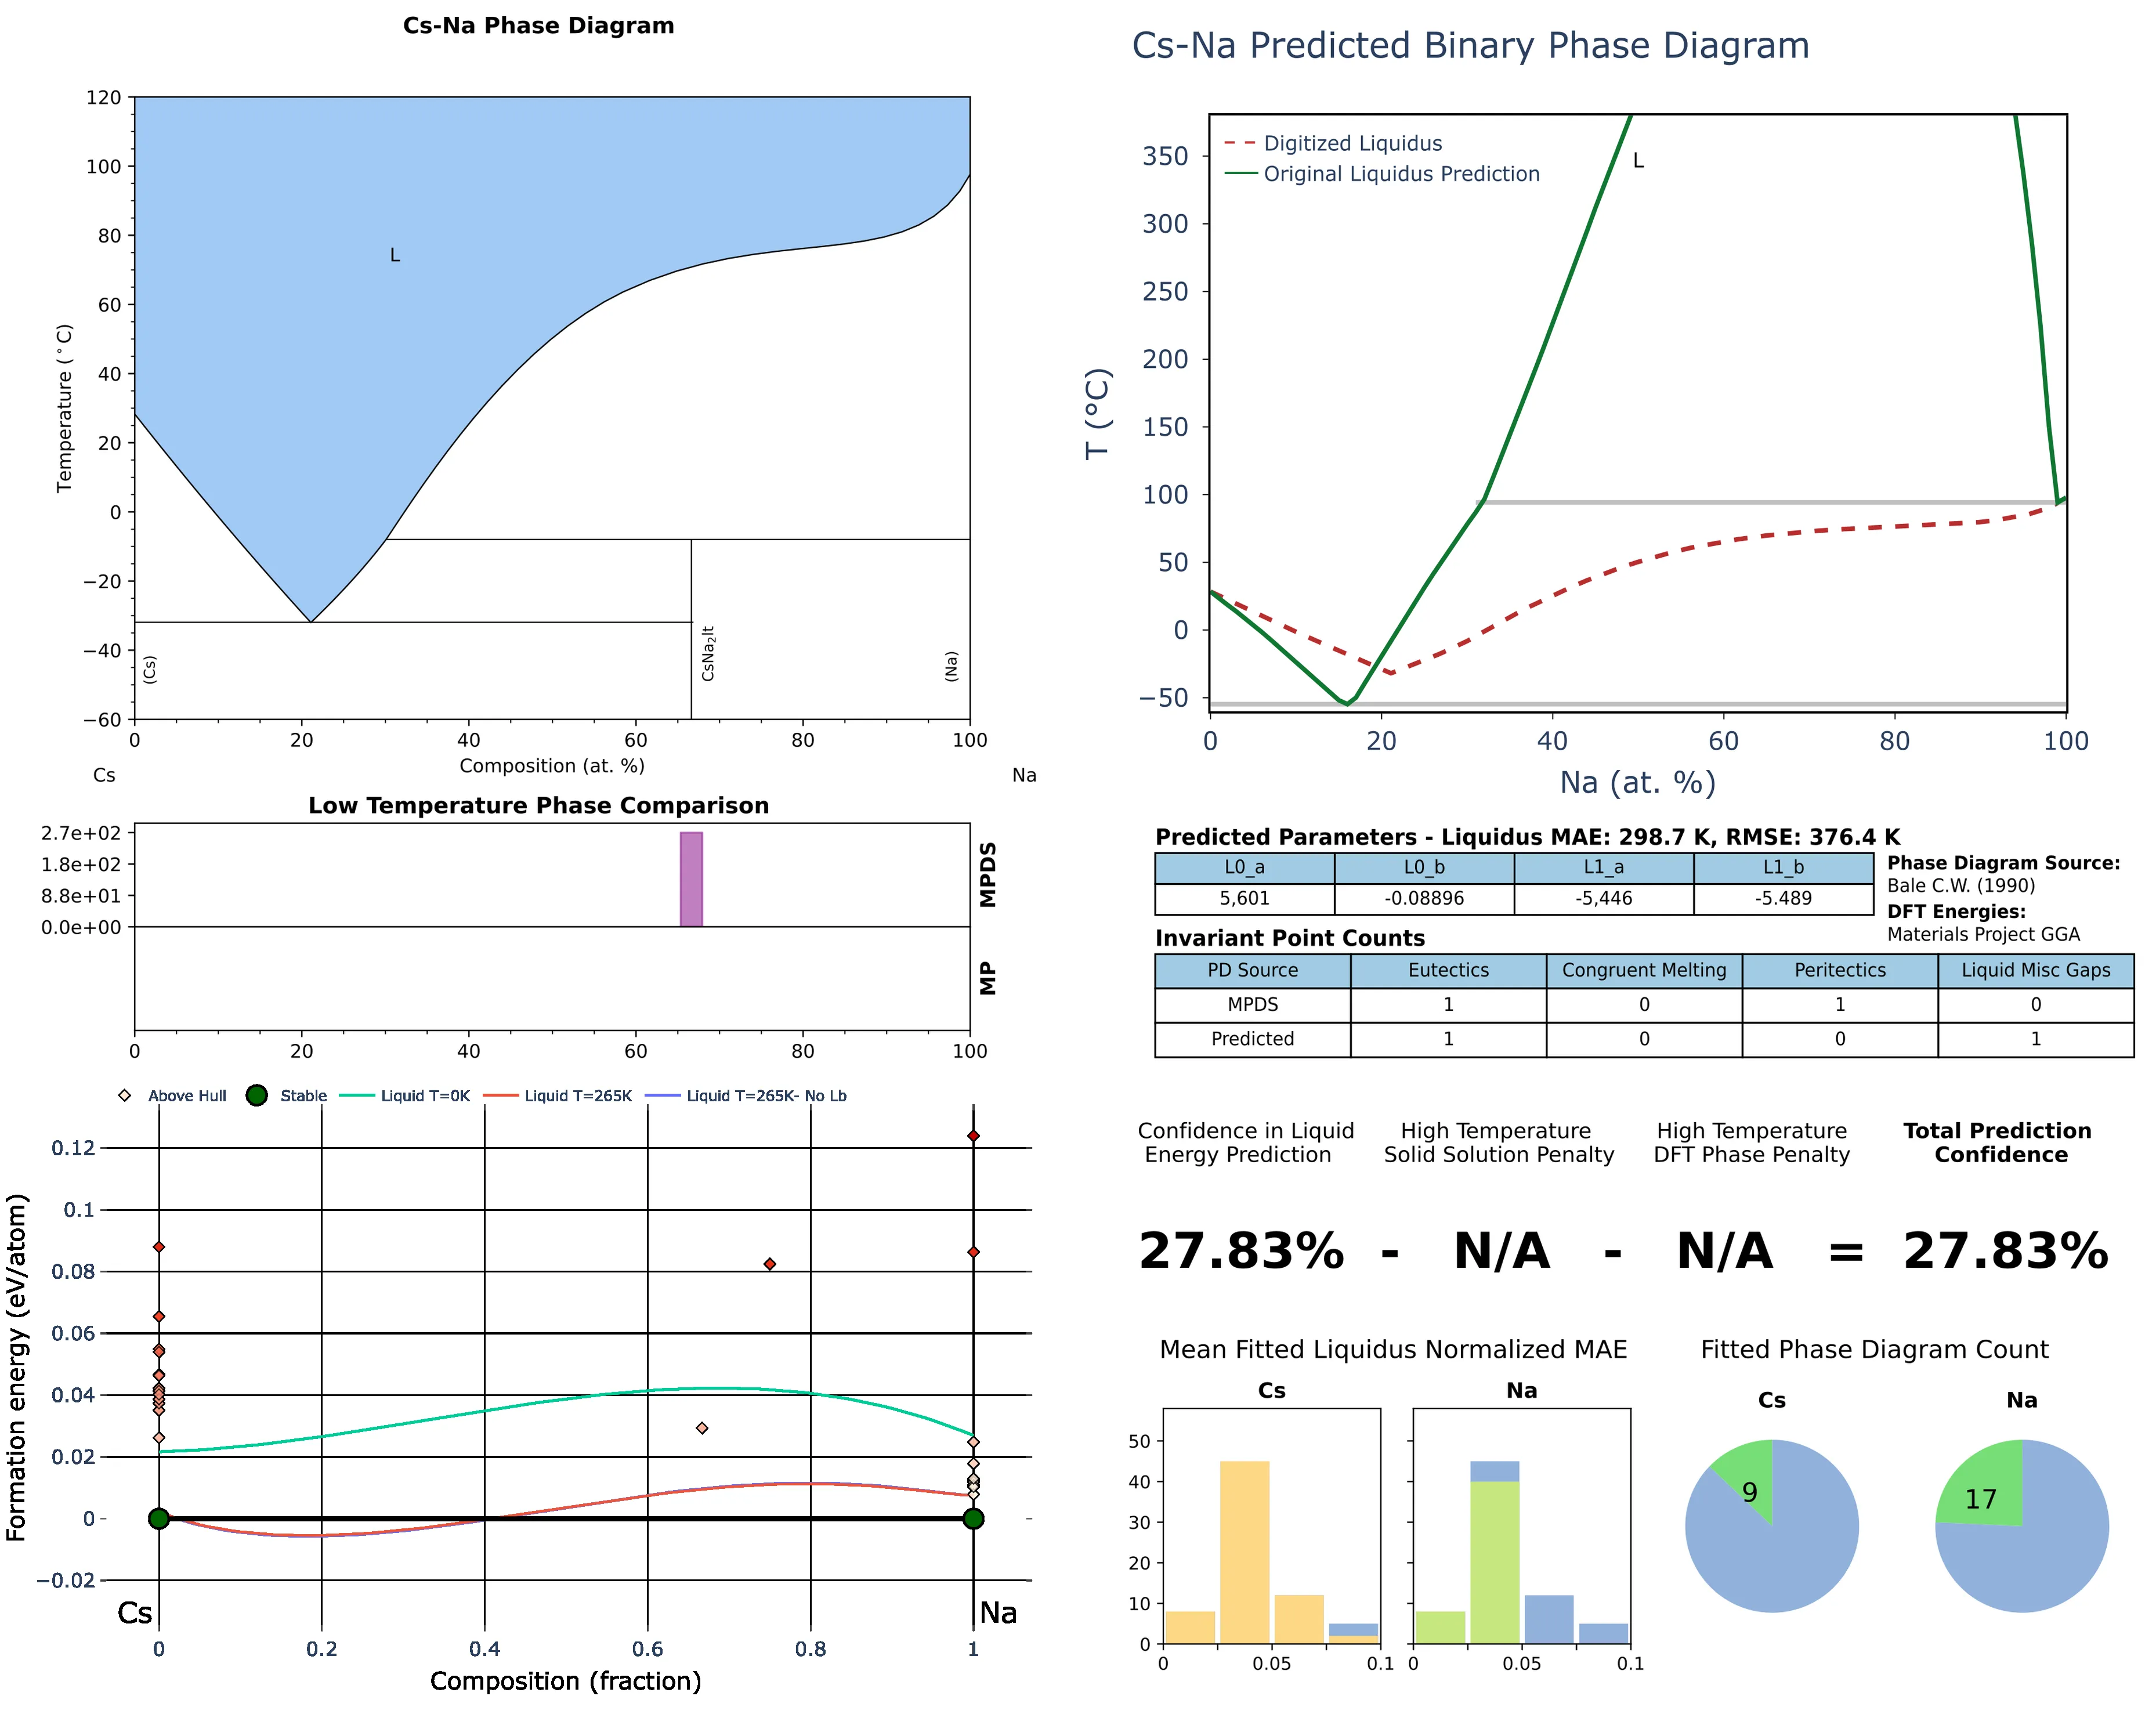 Cs-Na Phase Diagram
120
100
80
60
40
20
0
−20
−40
−60
Temperature (°C)
L
(Cs)
CsNa2lt
(Na)
0 20 40 60 80 100
Composition (at. %)
Cs
Na
Low Temperature Phase Comparison
2.7e+02
1.8e+02
8.8e+01
0.0e+00
MPDS
MP
0 20 40 60 80 100
Above Hull Stable Liquid T=0K Liquid T=265K Liquid T=265K- No Lb
0.12
0.1
0.08
0.06
0.04
0.02
0
−0.02
Formation energy (eV/atom)
Cs
Na
0 0.2 0.4 0.6 0.8 1
Composition (fraction)
Cs-Na Predicted Binary Phase Diagram
Digitized Liquidus
Original Liquidus Prediction
L
350
300
250
200
150
100
50
0
−50
T (°C)
0 20 40 60 80 100
Na (at. %)
Predicted Parameters - Liquidus MAE: 298.7 K, RMSE: 376.4 K
L0_a L0_b L1_a L1_b
5,601 -0.08896 -5,446 -5.489
Phase Diagram Source:
Bale C.W. (1990)
DFT Energies:
Materials Project GGA
Invariant Point Counts
PD Source Eutectics Congruent Melting Peritectics Liquid Misc Gaps
MPDS 1 0 1 0
Predicted 1 0 0 1
Confidence in Liquid
Energy Prediction
High Temperature
Solid Solution Penalty
High Temperature
DFT Phase Penalty
Total Prediction
Confidence
27.83% - N/A - N/A = 27.83%
Mean Fitted Liquidus Normalized MAE
Cs
Na
50
40
30
20
10
0
0 0.05 0.1
0 0.05 0.1
Fitted Phase Diagram Count
Cs
Na
9
17